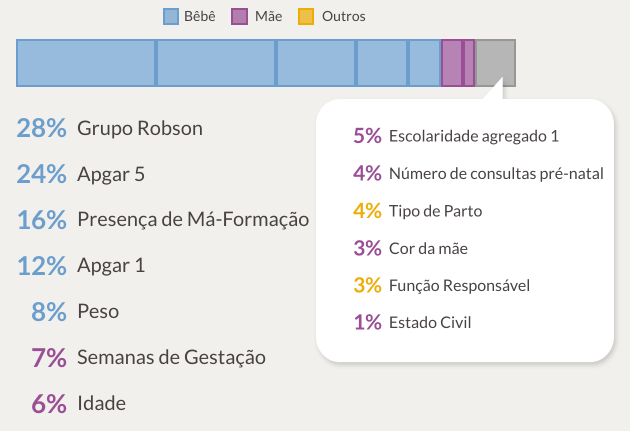 Bêbê Mãe Outros
28% Grupo Robson
24% Apgar 5
16% Presença de Má-Formação
12% Apgar 1
8% Peso
7% Semanas de Gestação
6% Idade
5% Escolaridade agregado 1
4% Número de consultas pré-natal
4% Tipo de Parto
3% Cor da mãe
3% Função Responsável
1% Estado Civil